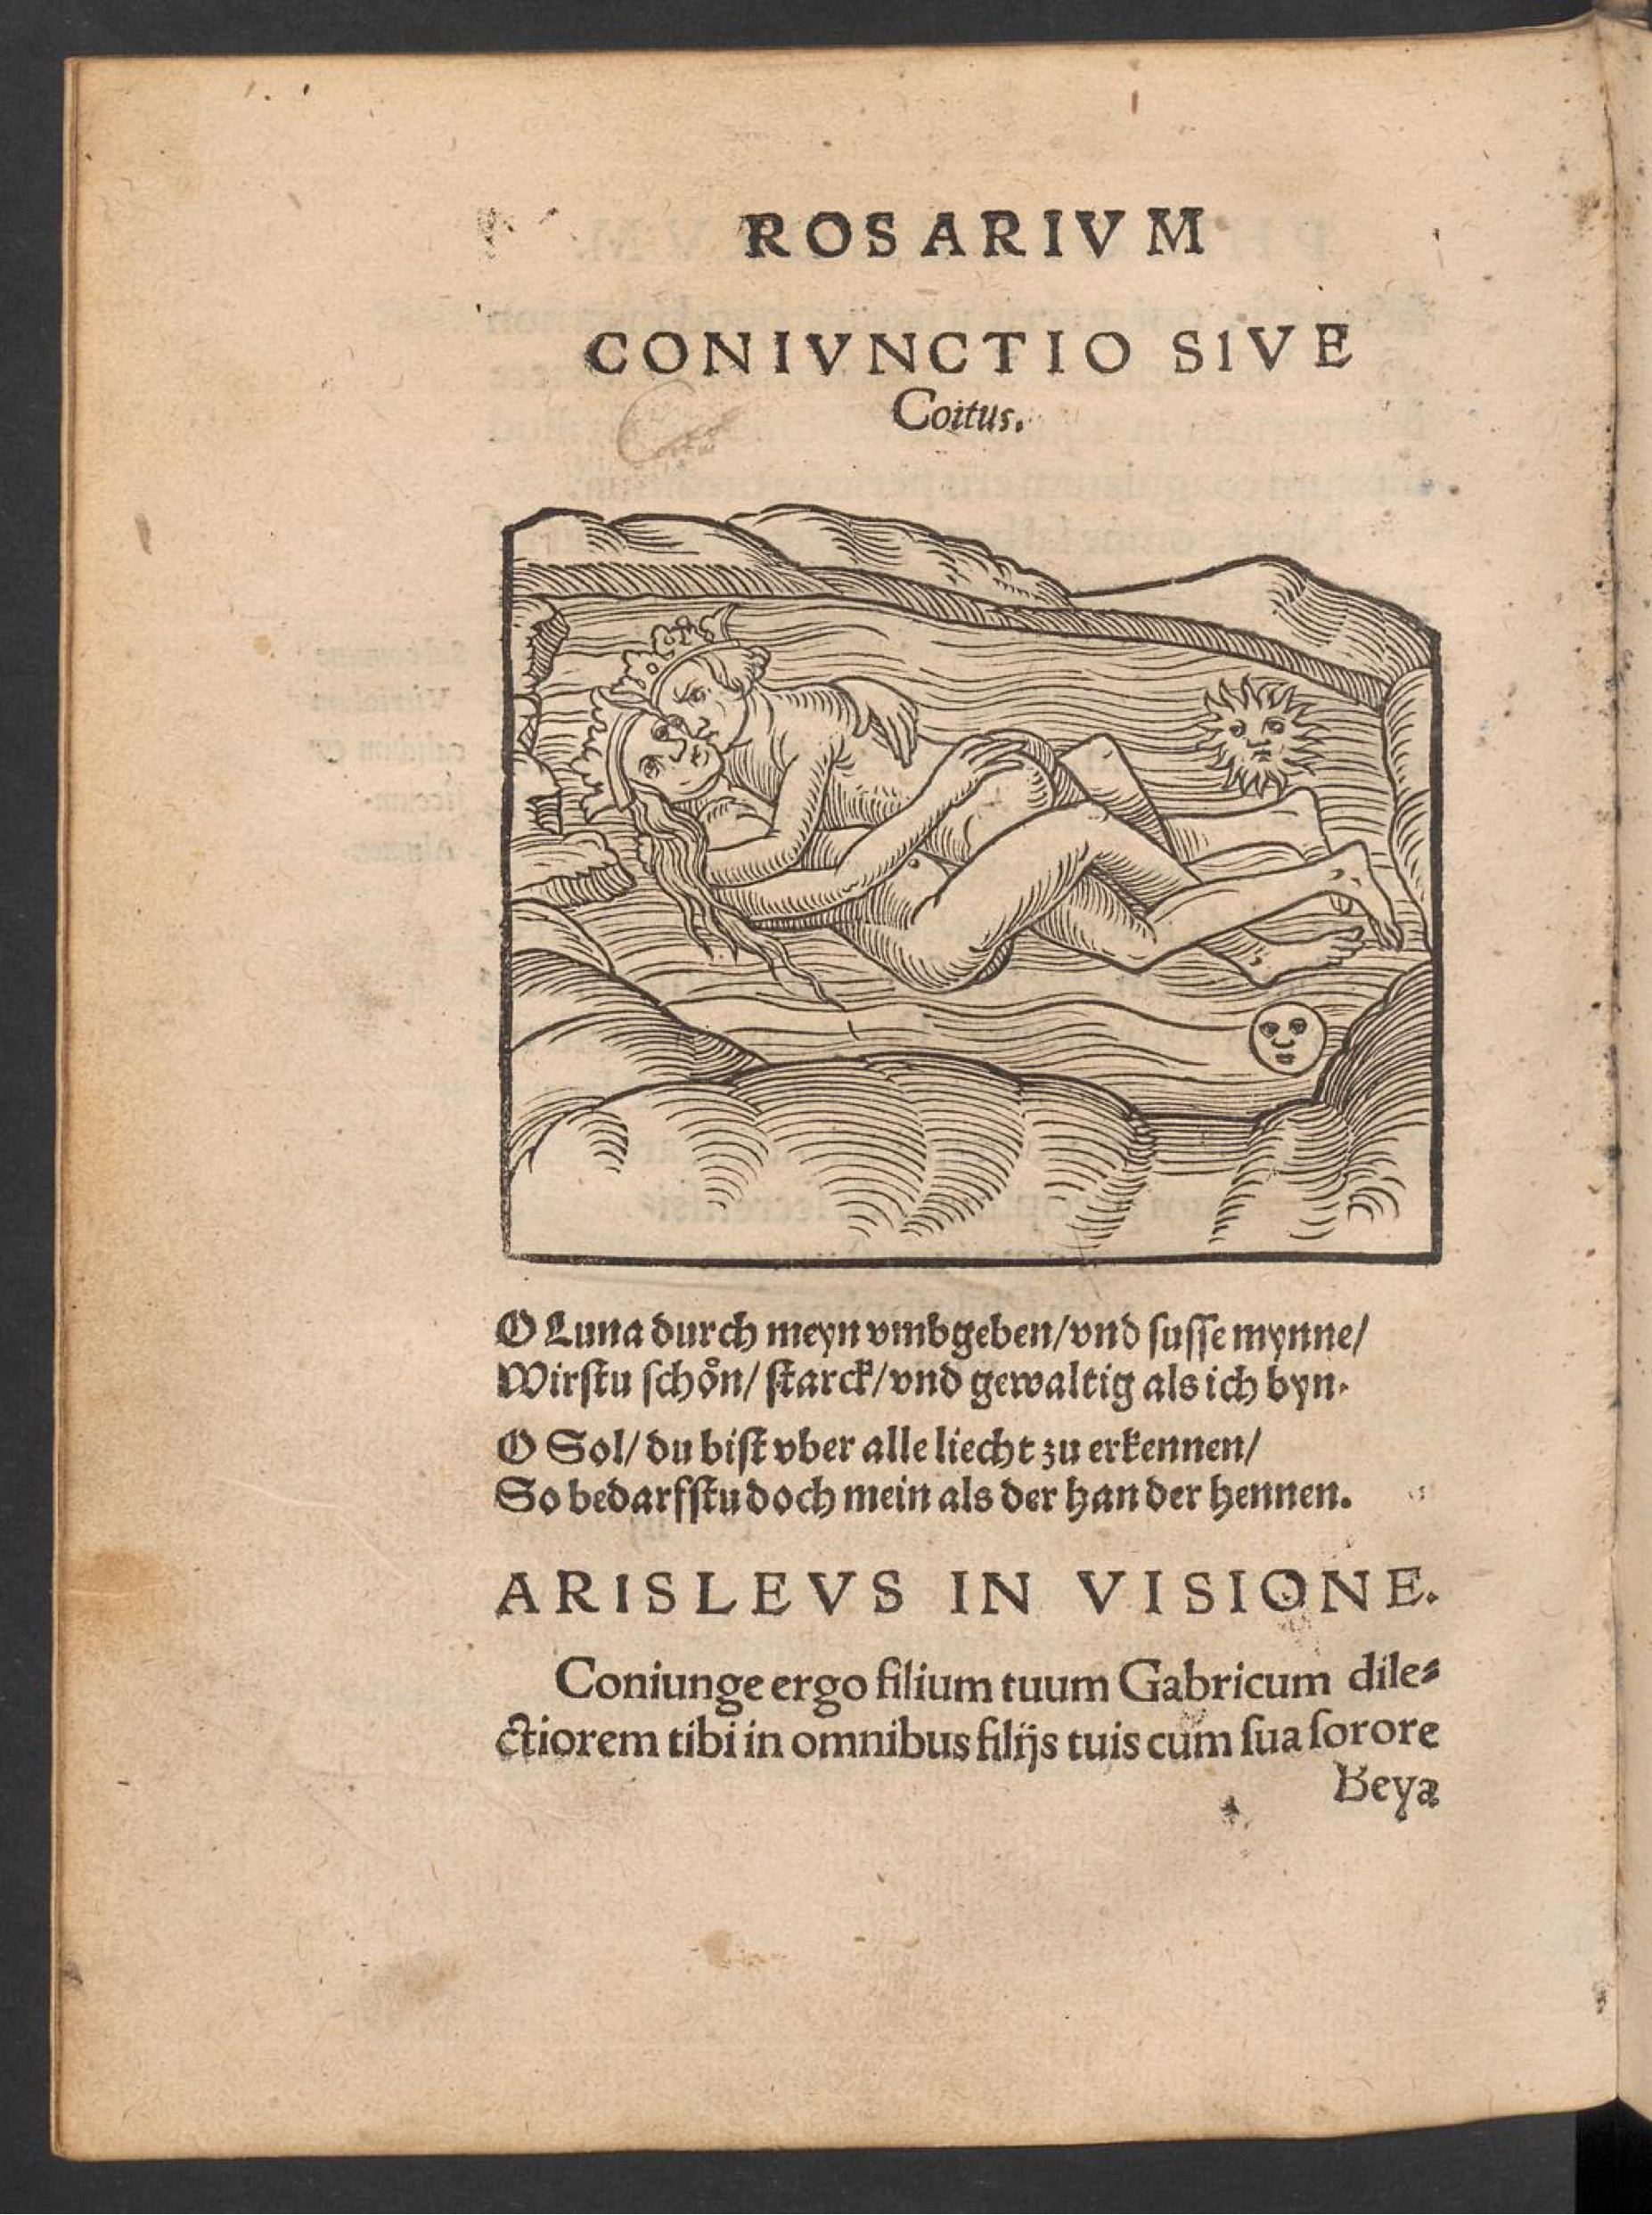 ROSARIVM
CONIVNCTIO SIVE
Coitus.
O Luna durch meyn vmbgeben/vnd susse mynne/
Wirstu schön/ starck/vnd gewaltig als ich byn.
O Sol/ du bist vber alle liecht zu erkennen/
So bedarfstu doch mein als der han der hennen.
ARISLEVS IN VISIONE.
Coniunge ergo filium tuum Gabricum dile-
ctiorem tibi in omnibus filijs tuis cum sua sorore
Beya